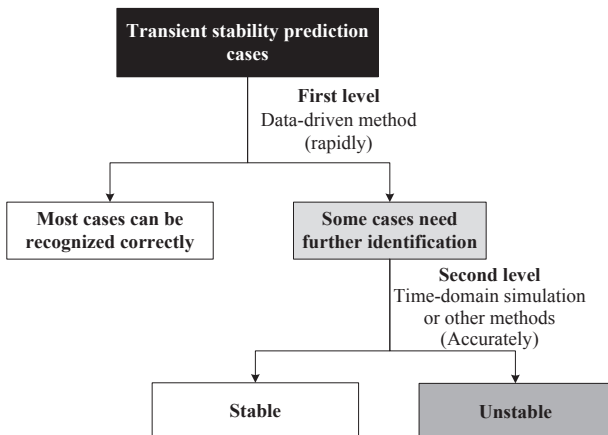 Transient stability prediction
cases
First level
Data-driven method
(rapidly)
Most cases can be
recognized correctly
Some cases need
further identification
Second level
Time-domain simulation
or other methods
(Accurately)
Stable
Unstable